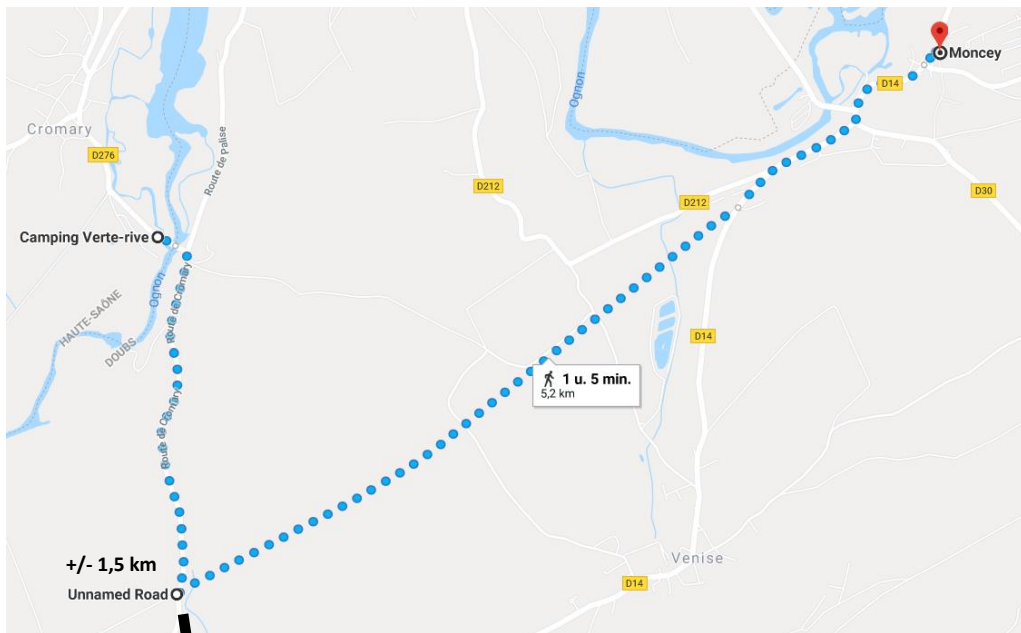 Moncey
D14
Ognon
Cromary
D276
Route de Palise
D212
D30
D212
Camping Verte-rive
Ognon
Route de Cromary
HAUTE-SAÔNE
DOUBS
D14
1 u. 5 min.
5,2 km
Route de Cromary
+/- 1,5 km
Venise
D14
Unnamed Road